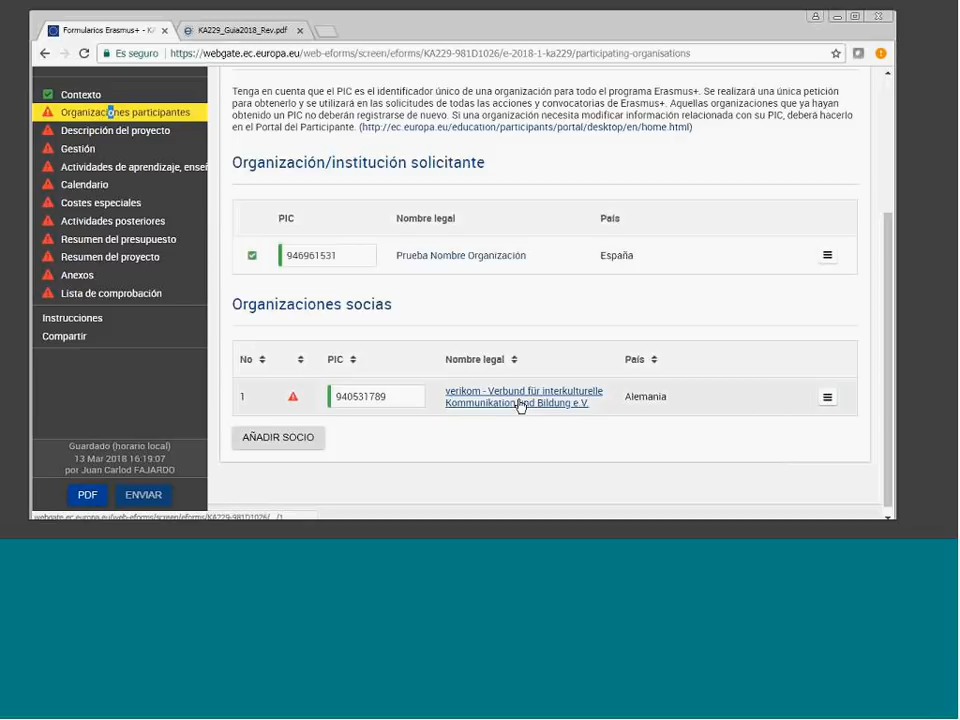 Formularios Erasmus+ - K/
KA229_Guia2018_Rev.pdf
Es seguro
https://webgate.ec.europa.eu/web-eforms/screen/eforms/KA229-981D1026/e-2018-1-ka229/participating-organisations
Contexto
Organizaciones participantes
Descripción del proyecto
Gestión
Actividades de aprendizaje, enseñ
Calendario
Costes especiales
Actividades posteriores
Resumen del presupuesto
Resumen del proyecto
Anexos
Lista de comprobación
Instrucciones
Compartir
Guardado (horario local)
13 Mar 2018 16:19:07
por Juan Carlod FAJARDO
PDF
ENVIAR
Tenga en cuenta que el PIC es el identificador único de una organización para todo el programa Erasmus+. Se realizará una única petición
para obtenerlo y se utilizará en las solicitudes de todas las acciones y convocatorias de Erasmus+. Aquellas organizaciones que ya hayan
obtenido un PIC no deberán registrarse de nuevo. Si una organización necesita modificar información relacionada con su PIC, deberá hacerlo
en el Portal del Participante. (http://ec.europa.eu/education/participants/portal/desktop/en/home.html)
Organización/institución solicitante
PIC Nombre legal País
946961531 Prueba Nombre Organización España
Organizaciones socias
No PIC Nombre legal País
1 940531789 verikom - Verbund für interkulturelle Alemania
Kommunikation und Bildung e.V.
AÑADIR SOCIO